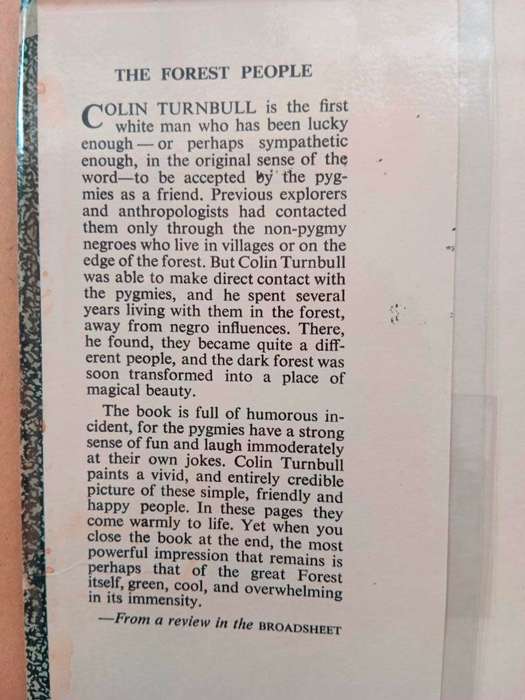 THE FOREST PEOPLE
COLIN TURNBULL is the first
white man who has been lucky
enough — or perhaps sympathetic
enough, in the original sense of the
word—to be accepted by the pyg-
mies as a friend. Previous explorers
and anthropologists had contacted
them only through the non-pygmy
negroes who live in villages or on the
edge of the forest. But Colin Turnbull
was able to make direct contact with
the pygmies, and he spent several
years living with them in the forest,
away from negro influences. There,
he found, they became quite a diff-
erent people, and the dark forest was
soon transformed into a place of
magical beauty.
The book is full of humorous in-
cident, for the pygmies have a strong
sense of fun and laugh immoderately
at their own jokes. Colin Turnbull
paints a vivid, and entirely credible
picture of these simple, friendly and
happy people. In these pages they
come warmly to life. Yet when you
close the book at the end, the most
powerful impression that remains is
perhaps that of the great Forest
itself, green, cool, and overwhelming
in its immensity.
—From a review in the BROADSHEET